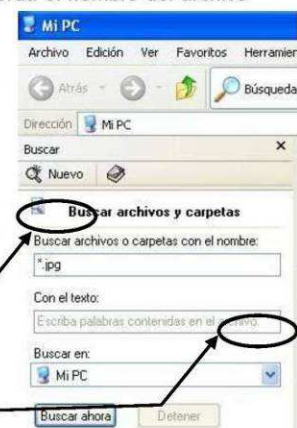 Mi PC
Archivo Edición Ver Favoritos
Atrás Búsqueda
Dirección Mi PC
Buscar
Nuevo
Buscar archivos y carpetas
Buscar archivos o carpetas con el nombre:
*.jpg
Con el texto:
Escriba palabras contenidas en el archivo.
Buscar en:
Mi PC
Buscar ahora Detener